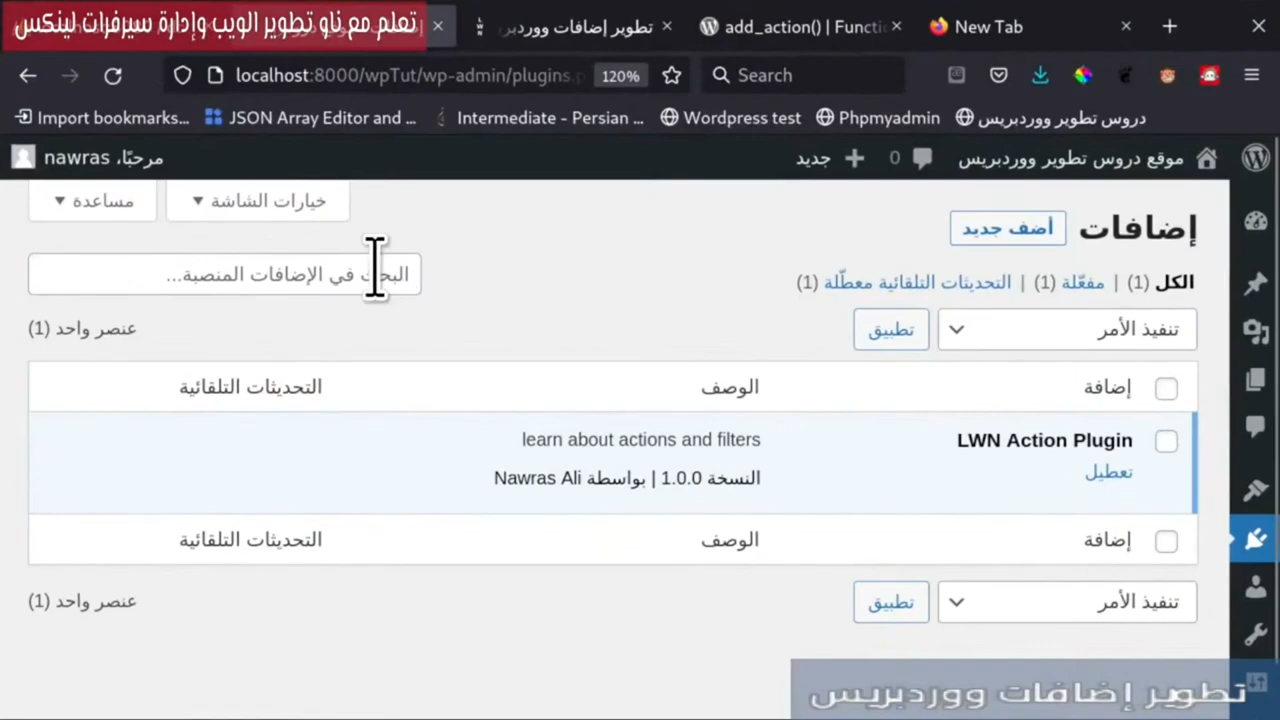 تعلم مع ناو تطوير الويب وإدارة سيرفرات لينكس
تطوير إضافات ووردبريس
add_action() | Functi
New Tab
localhost:8000/wpTut/wp-admin/plugins.p
120%
Search
Import bookmarks...
JSON Array Editor and ...
Intermediate - Persian ...
Wordpress test
Phpmyadmin
دروس تطوير ووردبريس
موقع دروس تطوير ووردبريس
0
جديد
مرحبًا، nawras
خيارات الشاشة
مساعدة
إضافات
أضف جديد
الكل (1) | مفعّلة (1) | التحديثات التلقائية معطّلة (1)
البحث في الإضافات المنصبة...
تنفيذ الأمر
تطبيق
عنصر واحد (1)
إضافة
الوصف
التحديثات التلقائية
LWN Action Plugin
تعطيل
learn about actions and filters
النسخة 1.0.0 | بواسطة Nawras Ali
إضافة
الوصف
التحديثات التلقائية
تنفيذ الأمر
تطبيق
عنصر واحد (1)
تطوير إضافات ووردبريس